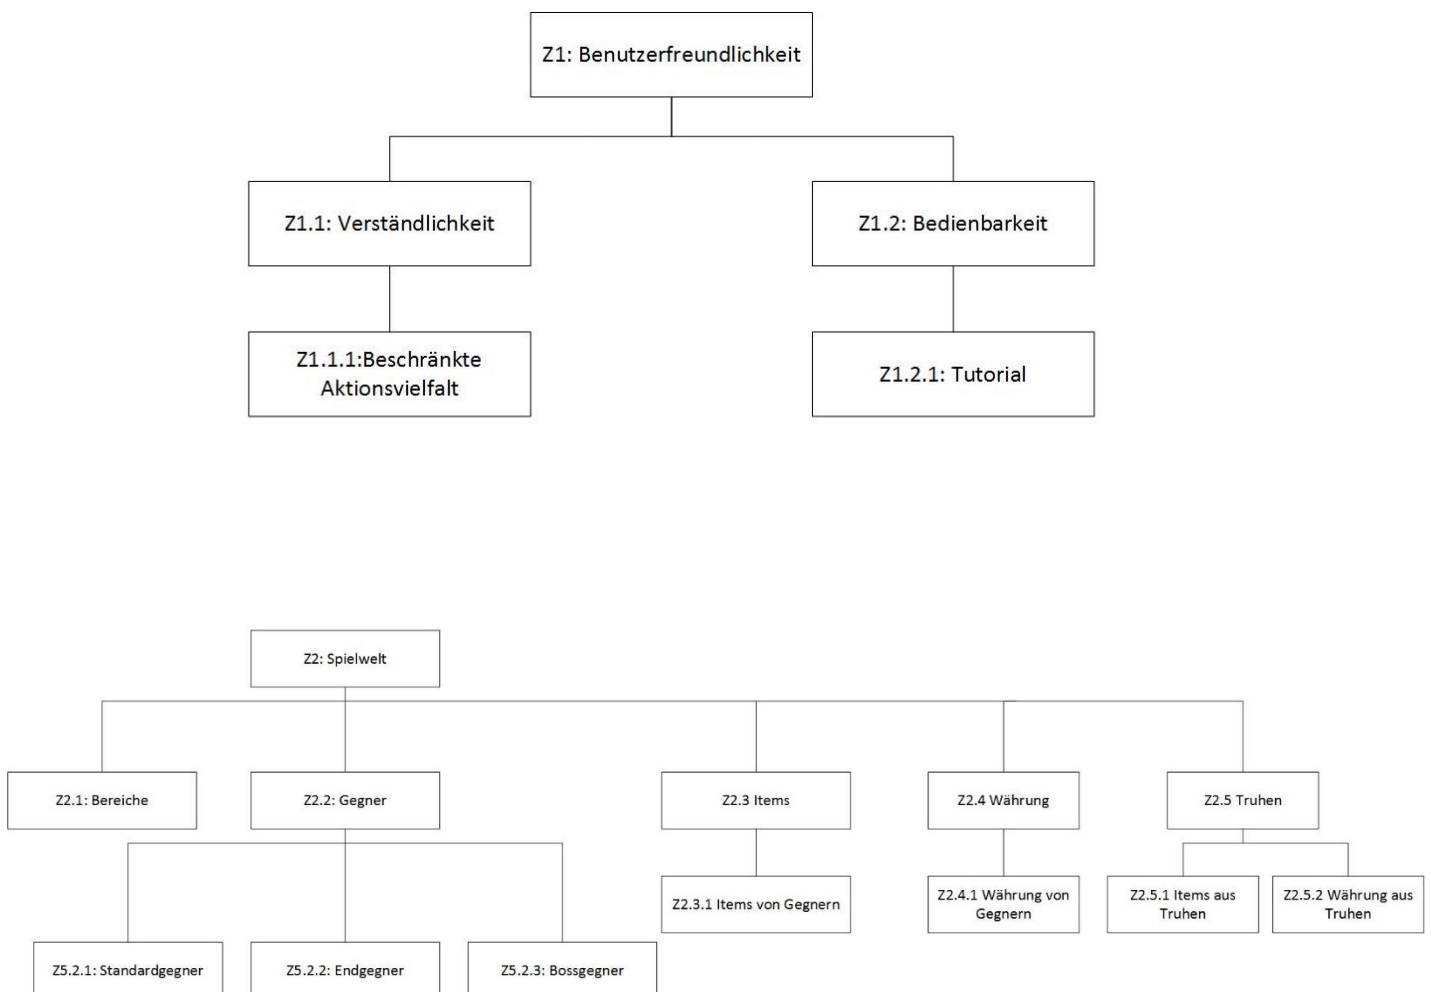 Z1: Benutzerfreundlichkeit
Z1.1: Verständlichkeit
Z1.2: Bedienbarkeit
Z1.1.1:Beschränkte
Aktionsvielfalt
Z1.2.1: Tutorial
Z2: Spielwelt
Z2.1: Bereiche
Z2.2: Gegner
Z2.3 Items
Z2.4 Währung
Z2.5 Truhen
Z2.3.1 Items von Gegnern
Z2.4.1 Währung von
Gegnern
Z2.5.1 Items aus
Truhen
Z2.5.2 Währung aus
Truhen
Z5.2.1: Standardgegner
Z5.2.2: Endgegner
Z5.2.3: Bossgegner